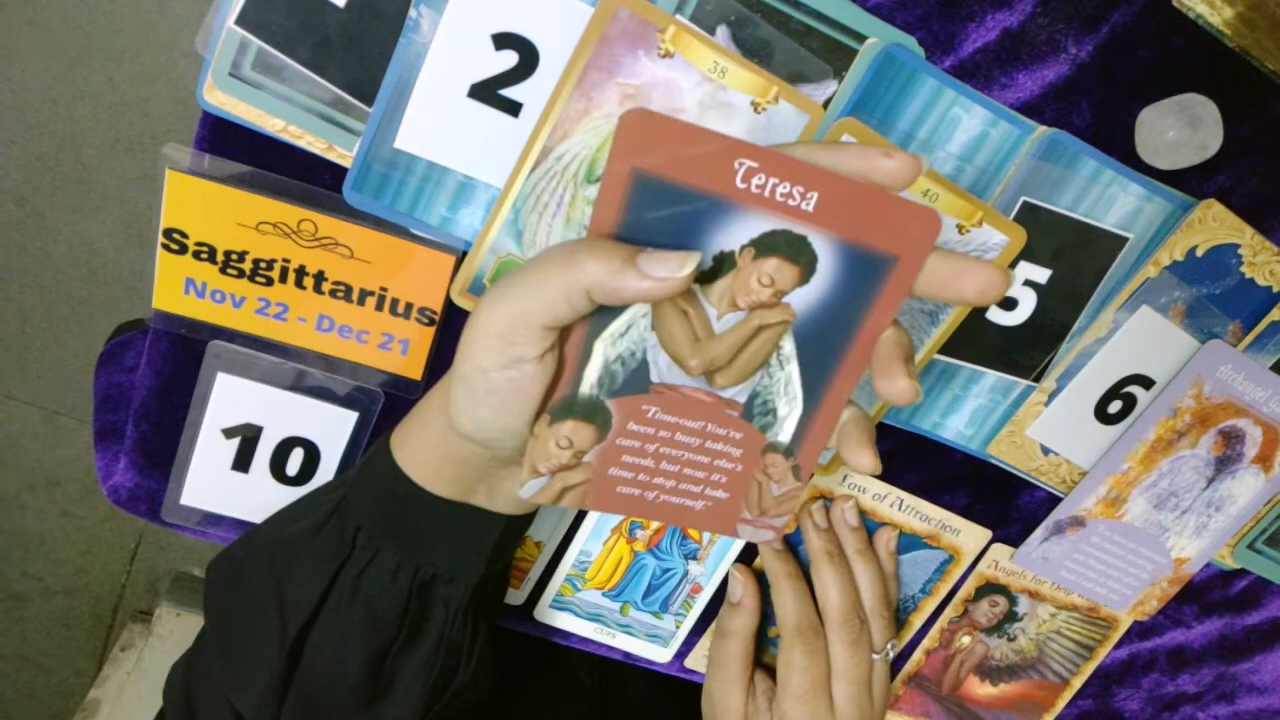 2
38
Teresa
40
5
Saggittarius
Nov 22 - Dec 21
6
10
"Time-out! You've
been so busy taking
care of everyone else's
needs, but now it's
time to stop and take
care of yourself."
Law of Attraction
Archangel
Angels for Help
CUPS